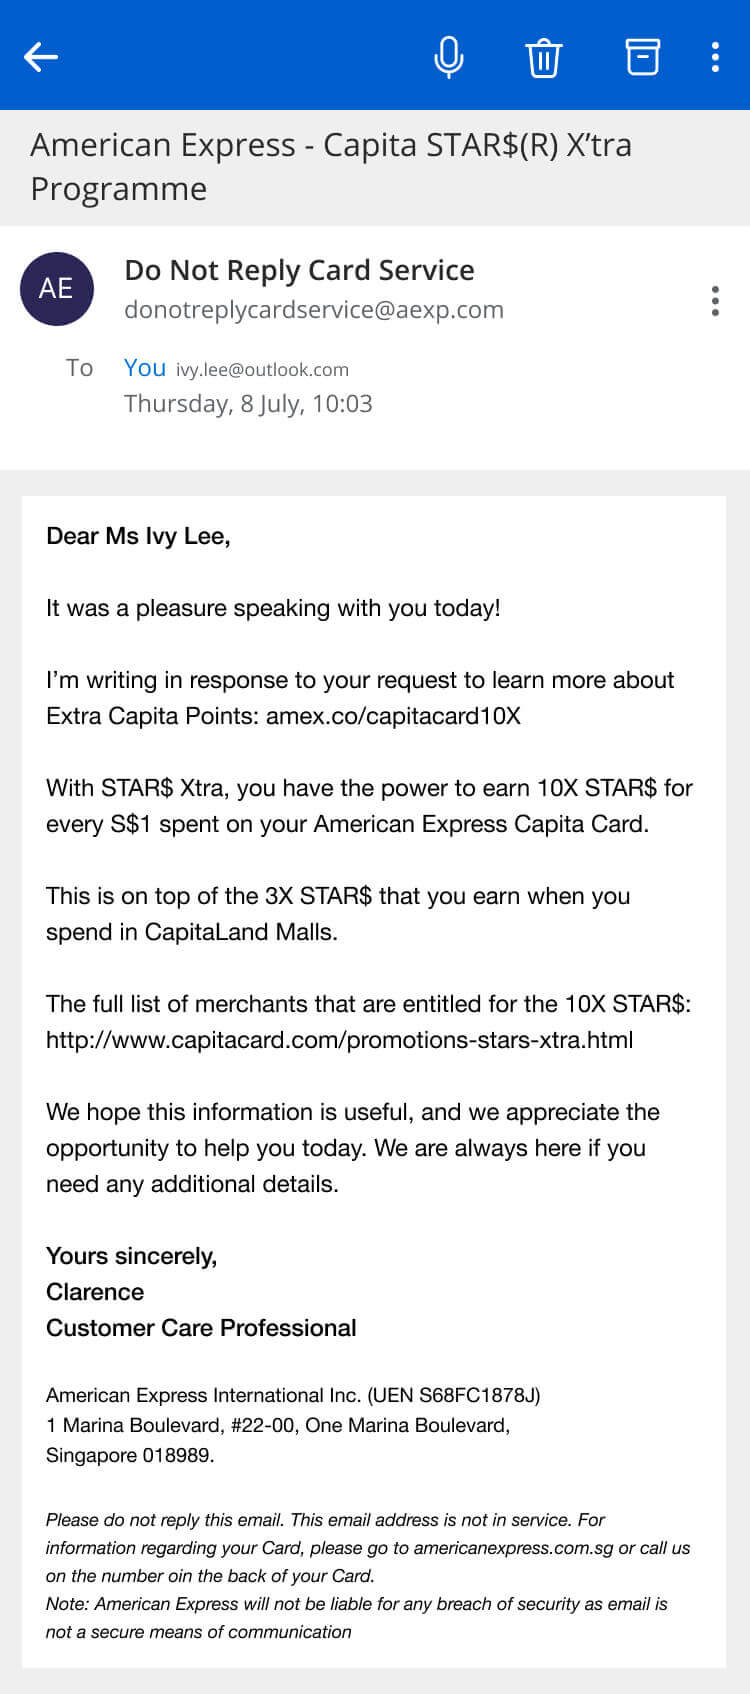 American Express - Capita STAR$(R) X’tra
Programme
AE
Do Not Reply Card Service
donotreplycardservice@aexp.com
To You ivy.lee@outlook.com
Thursday, 8 July, 10:03
Dear Ms Ivy Lee,
It was a pleasure speaking with you today!
I’m writing in response to your request to learn more about
Extra Capita Points: amex.co/capitacard10X
With STAR$ Xtra, you have the power to earn 10X STAR$ for
every S$1 spent on your American Express Capita Card.
This is on top of the 3X STAR$ that you earn when you
spend in CapitaLand Malls.
The full list of merchants that are entitled for the 10X STAR$:
http://www.capitacard.com/promotions-stars-xtra.html
We hope this information is useful, and we appreciate the
opportunity to help you today. We are always here if you
need any additional details.
Yours sincerely,
Clarence
Customer Care Professional
American Express International Inc. (UEN S68FC1878J)
1 Marina Boulevard, #22-00, One Marina Boulevard,
Singapore 018989.
Please do not reply this email. This email address is not in service. For
information regarding your Card, please go to americanexpress.com.sg or call us
on the number oin the back of your Card.
Note: American Express will not be liable for any breach of security as email is
not a secure means of communication